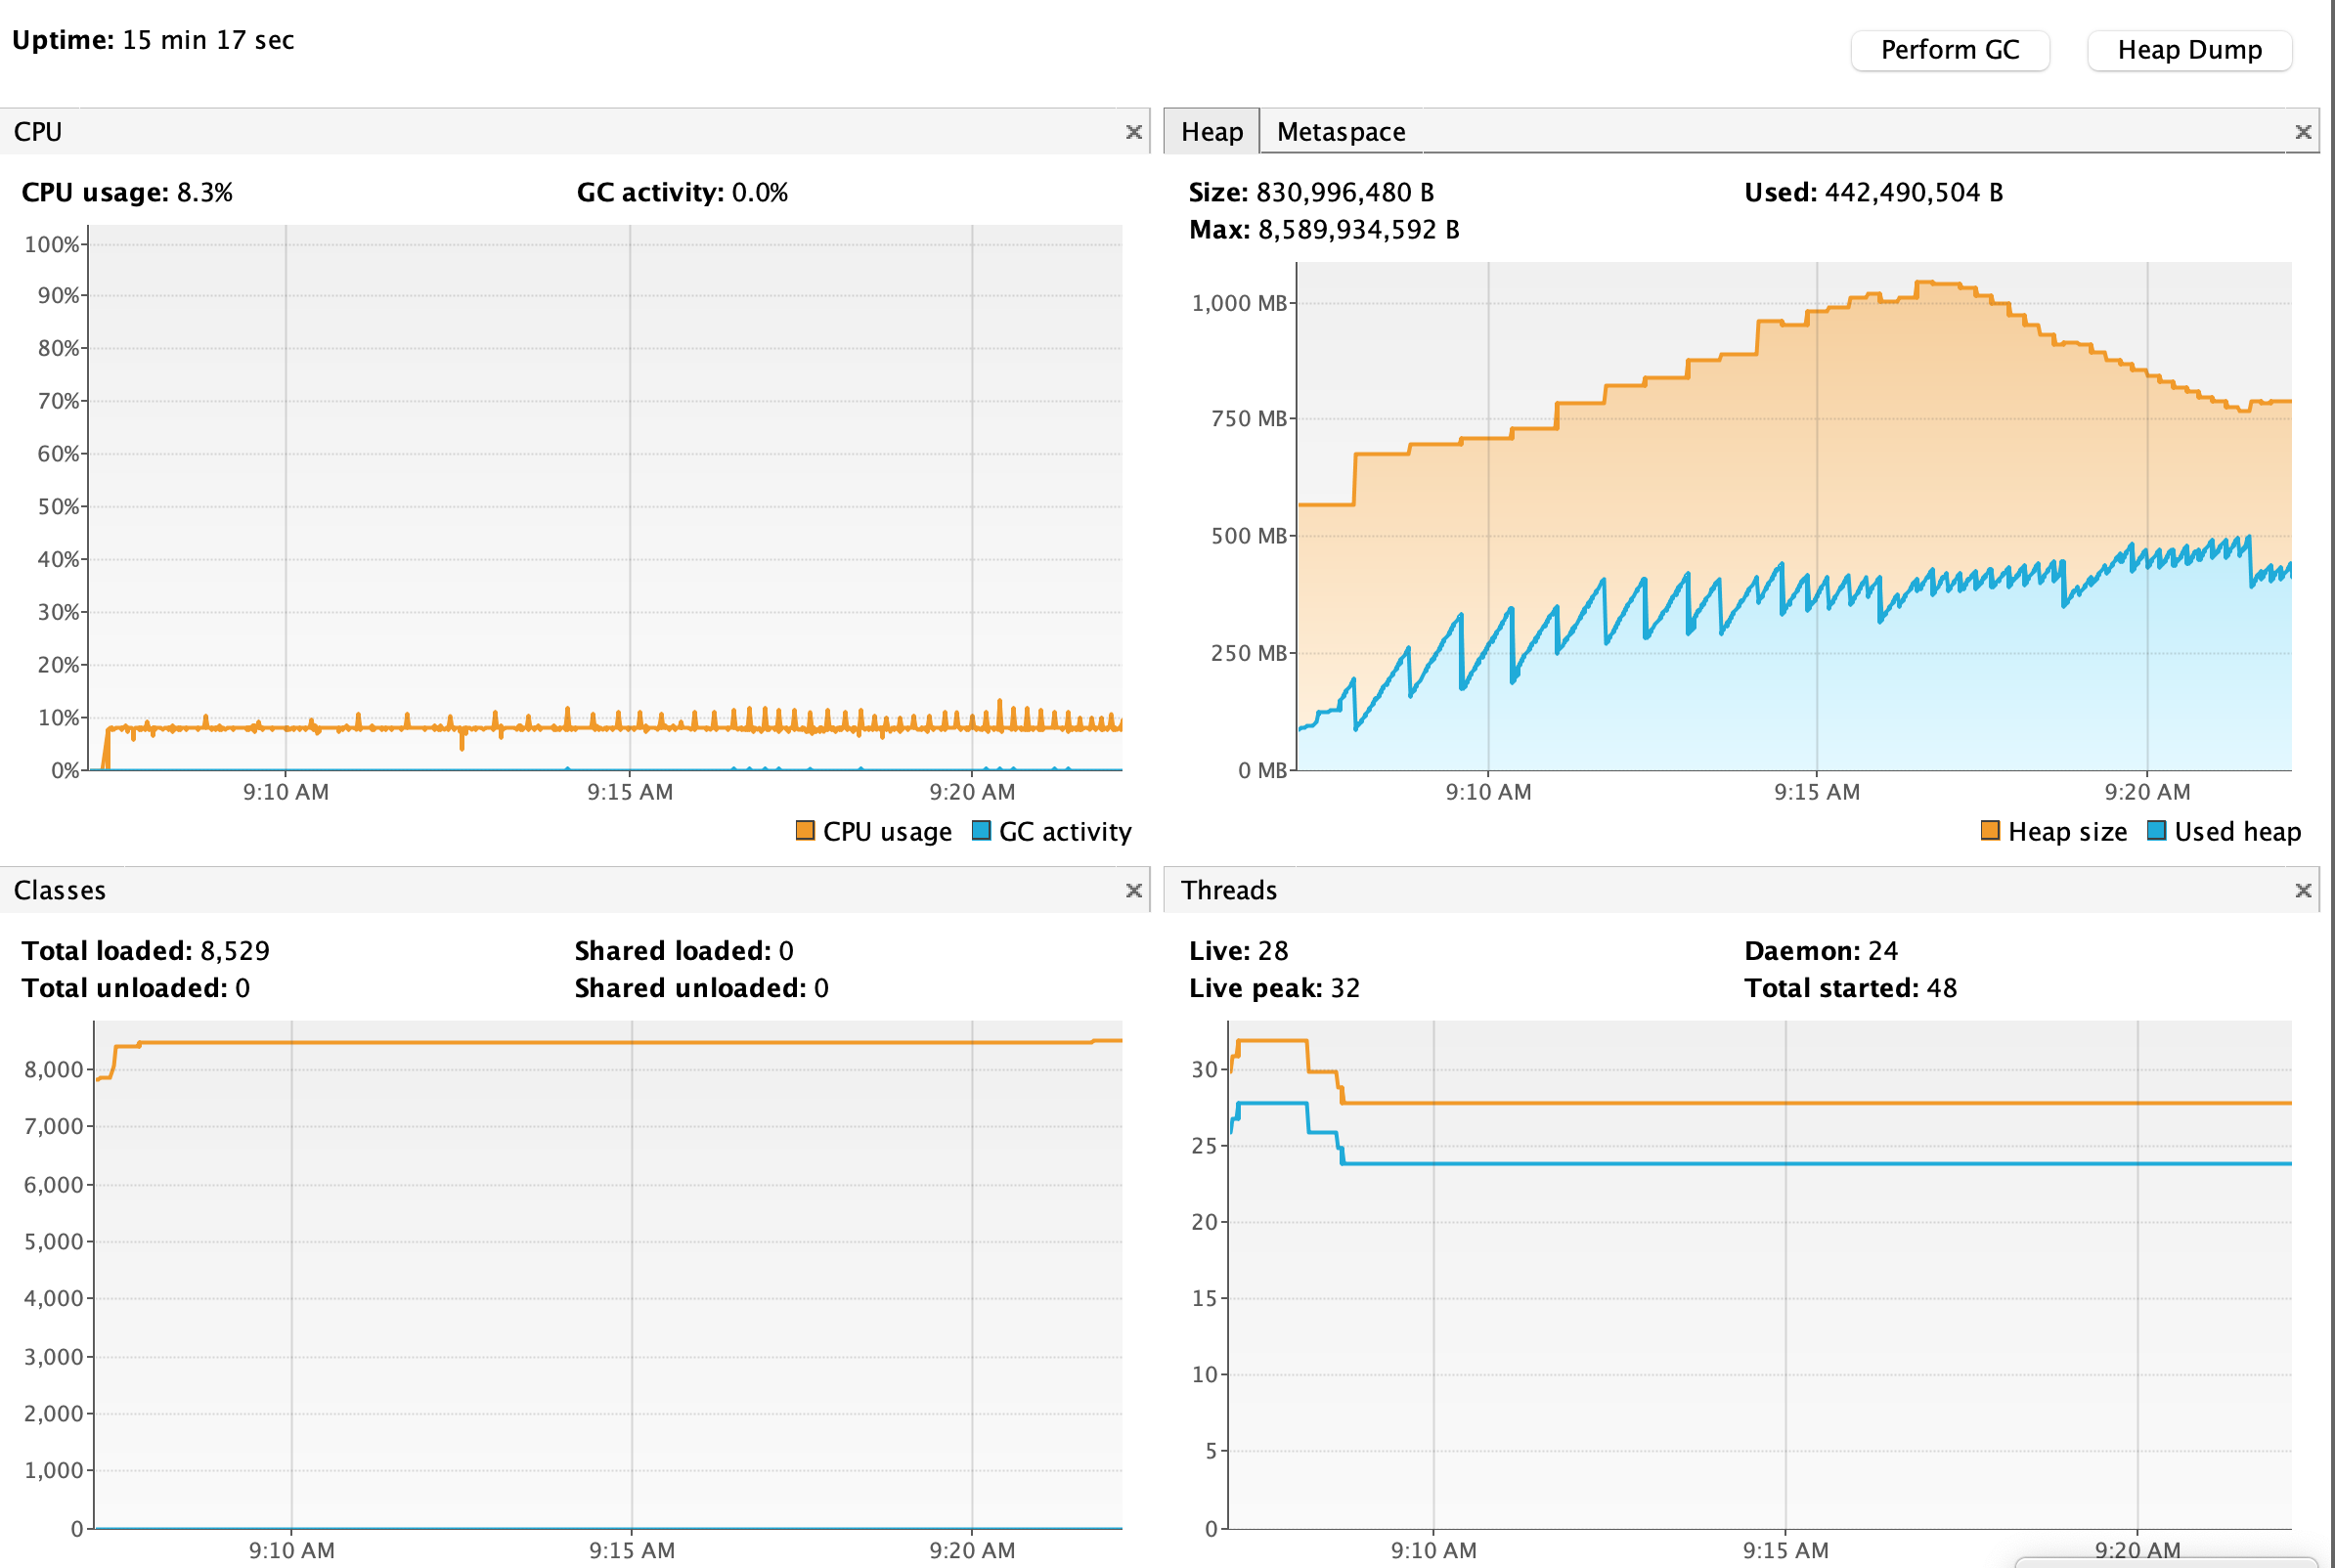 Uptime: 15 min 17 sec
Perform GC
Heap Dump
CPU
CPU usage: 8.3%
GC activity: 0.0%
100%
90%
80%
70%
60%
50%
40%
30%
20%
10%
0%
9:10 AM
9:15 AM
9:20 AM
CPU usage
GC activity
Heap
Metaspace
Size: 830,996,480 B
Used: 442,490,504 B
Max: 8,589,934,592 B
1,000 MB
750 MB
500 MB
250 MB
0 MB
9:10 AM
9:15 AM
9:20 AM
Heap size
Used heap
Classes
Total loaded: 8,529
Shared loaded: 0
Total unloaded: 0
Shared unloaded: 0
8,000
7,000
6,000
5,000
4,000
3,000
2,000
1,000
0
9:10 AM
9:15 AM
9:20 AM
Threads
Live: 28
Daemon: 24
Live peak: 32
Total started: 48
30
25
20
15
10
5
0
9:10 AM
9:15 AM
9:20 AM